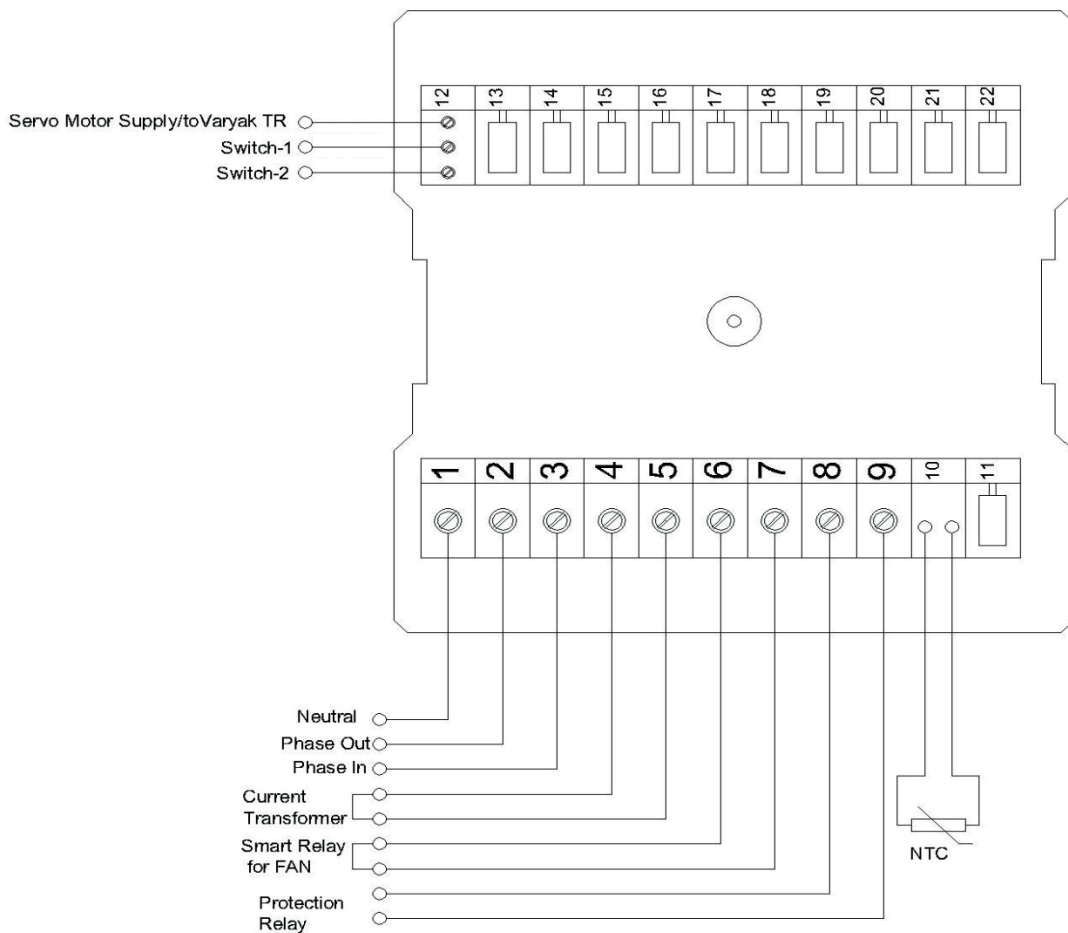 12 13 14 15 16 17 18 19 20 21 22
Servo Motor Supply/toVaryak TR
Switch-1
Switch-2
1 2 3 4 5 6 7 8 9 10 11
Neutral
Phase Out
Phase In
Current
Transformer
Smart Relay
for FAN
Protection
Relay
NTC